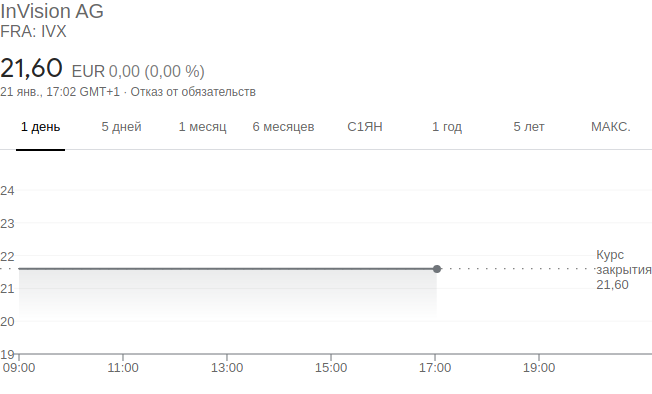 InVision AG
FRA: IVX
21,60 EUR 0,00 (0,00 %)
21 янв., 17:02 GMT+1 · Отказ от обязательств
1 день 5 дней 1 месяц 6 месяцев С1ЯН 1 год 5 лет МАКС.
24
23
22
21
20
19
Курс
закрытия
21,60
09:00 11:00 13:00 15:00 17:00 19:00